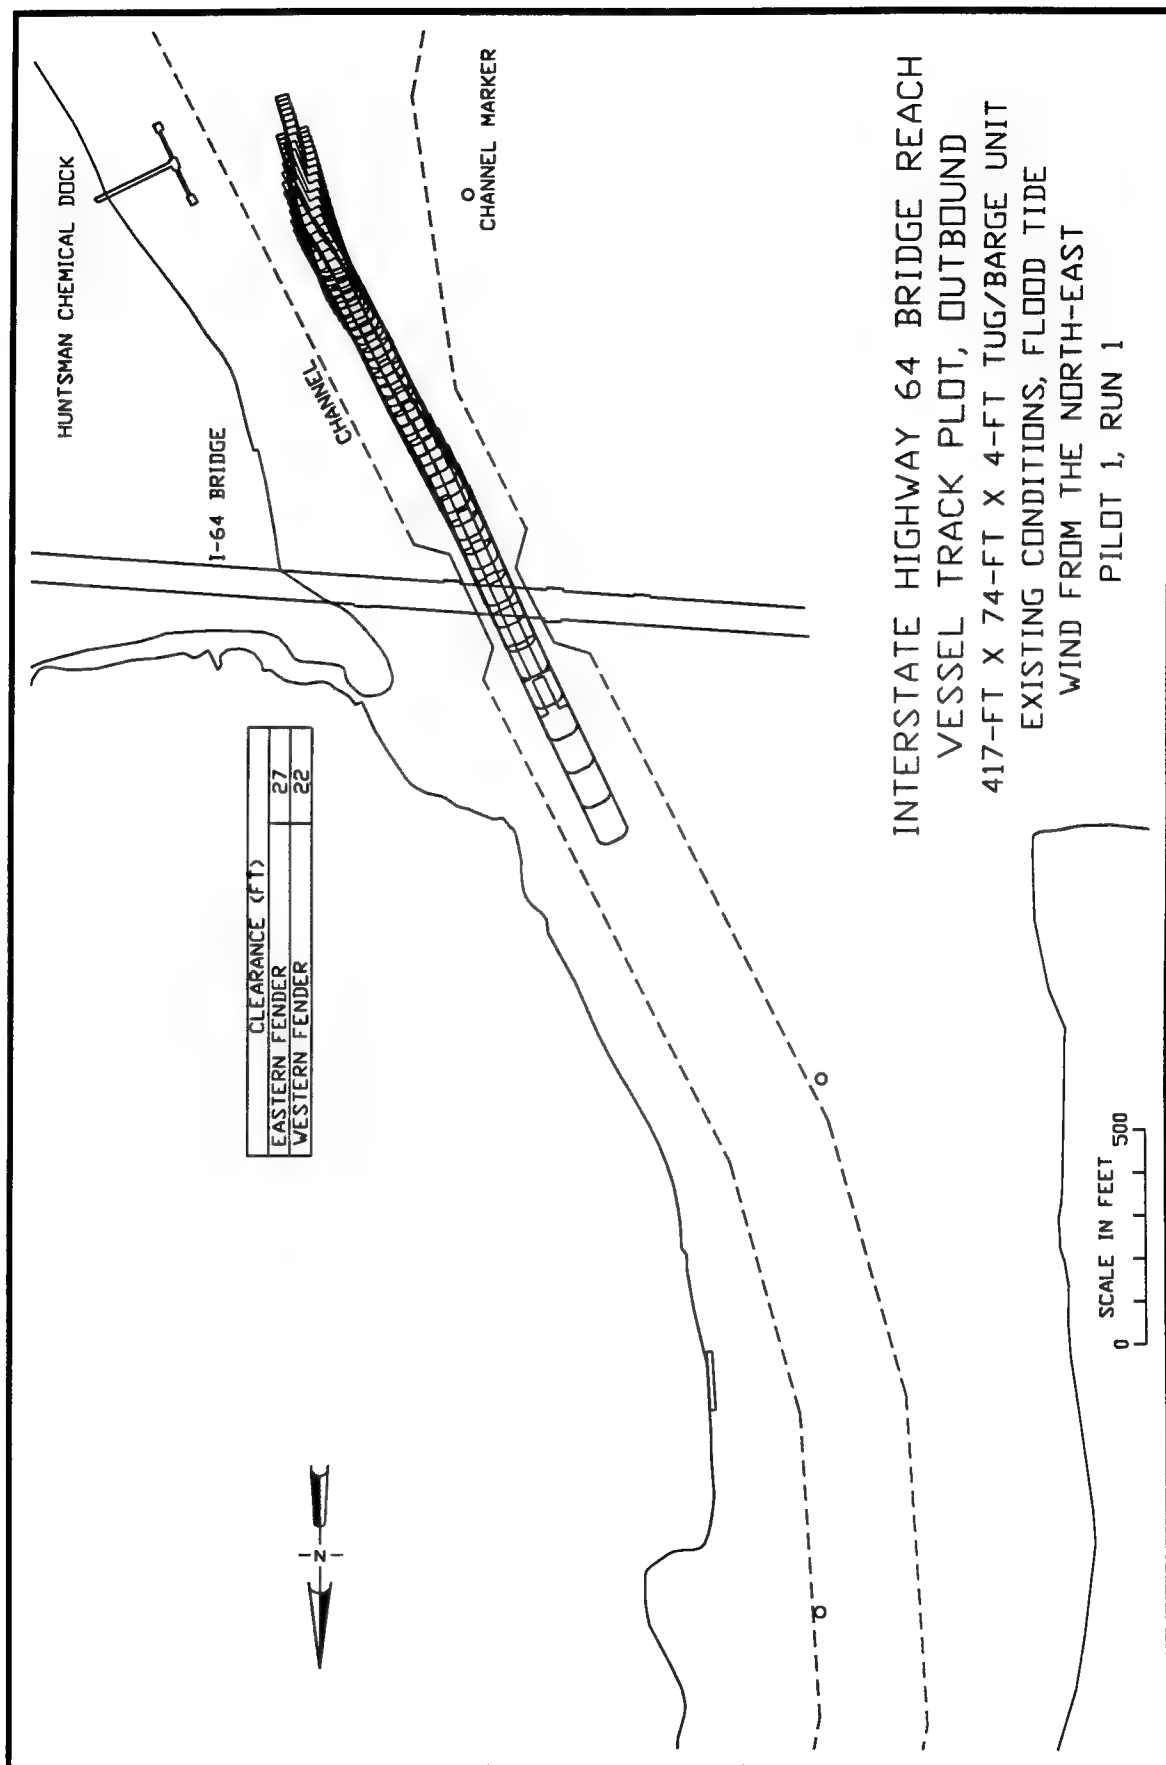 HUNTSMAN CHEMICAL DOCK
I-64 BRIDGE
CHANNEL
CHANNEL MARKER
CLEARANCE (FT)
EASTERN FENDER 27
WESTERN FENDER 22
N
INTERSTATE HIGHWAY 64 BRIDGE REACH
VESSEL TRACK PLOT, OUTBOUND
417-FT X 74-FT X 4-FT TUG/BARGE UNIT
EXISTING CONDITIONS, FLOOD TIDE
WIND FROM THE NORTH-EAST
PILOT 1, RUN 1
SCALE IN FEET
0 500